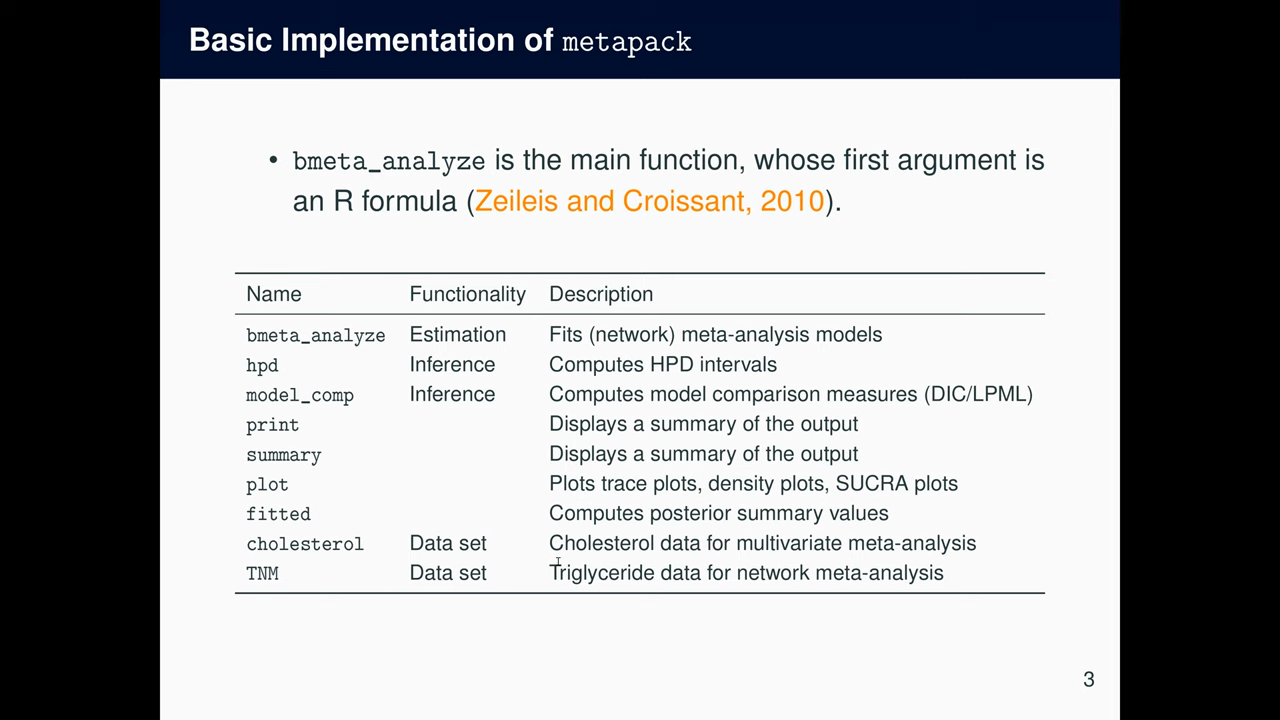 Basic Implementation of metapack
• bmeta_analyze is the main function, whose first argument is
an R formula (Zeileis and Croissant, 2010).
Name Functionality Description
bmeta_analyze Estimation Fits (network) meta-analysis models
hpd Inference Computes HPD intervals
model_comp Inference Computes model comparison measures (DIC/LPML)
print Displays a summary of the output
summary Displays a summary of the output
plot Plots trace plots, density plots, SUCRA plots
fitted Computes posterior summary values
cholesterol Data set Cholesterol data for multivariate meta-analysis
TNM Data set Triglyceride data for network meta-analysis
3